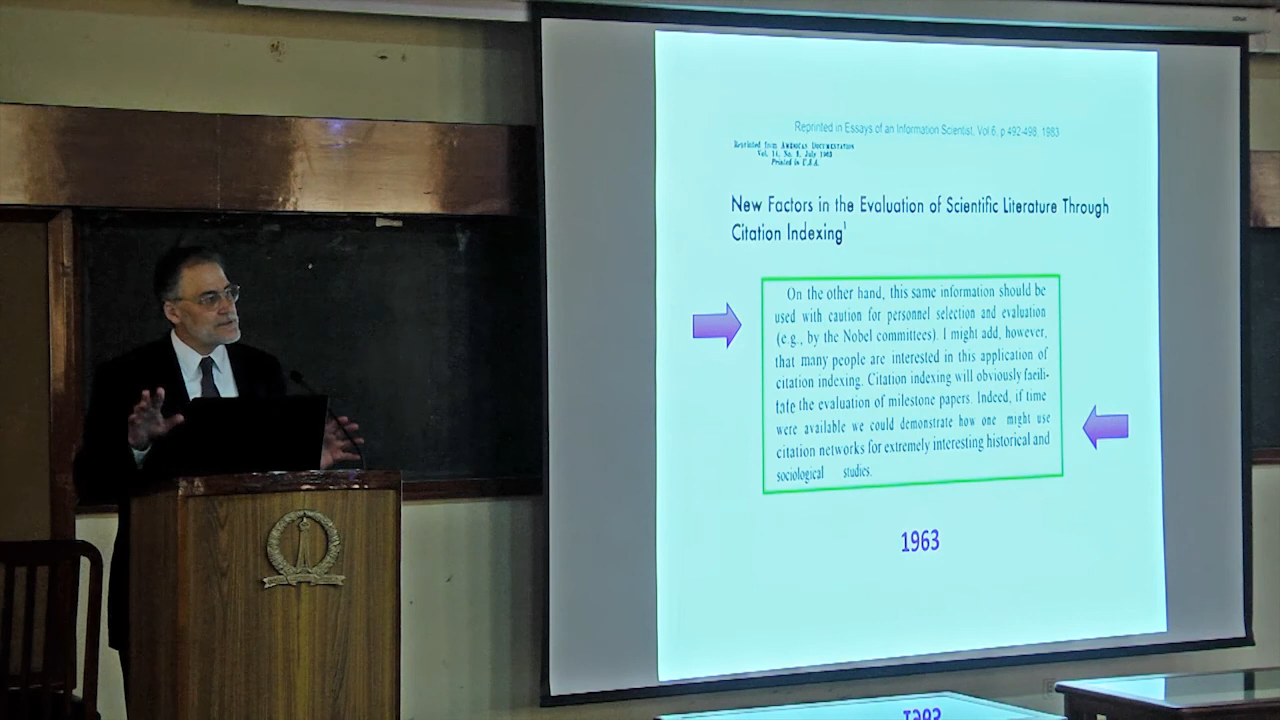 Reprinted in Essays of an Information Scientist, Vol 6, p.492-498, 1983
Reprinted from AMERICAN DOCUMENTATION
Vol. 14, No. 3, July 1963
Printed in U.S.A.
New Factors in the Evaluation of Scientific Literature Through
Citation Indexing¹
On the other hand, this same information should be
used with caution for personnel selection and evaluation
(e.g., by the Nobel committees). I might add, however,
that many people are interested in this application of
citation indexing. Citation indexing will obviously facili-
tate the evaluation of milestone papers. Indeed, if time
were available we could demonstrate how one might use
citation networks for extremely interesting historical and
sociological studies.
1963